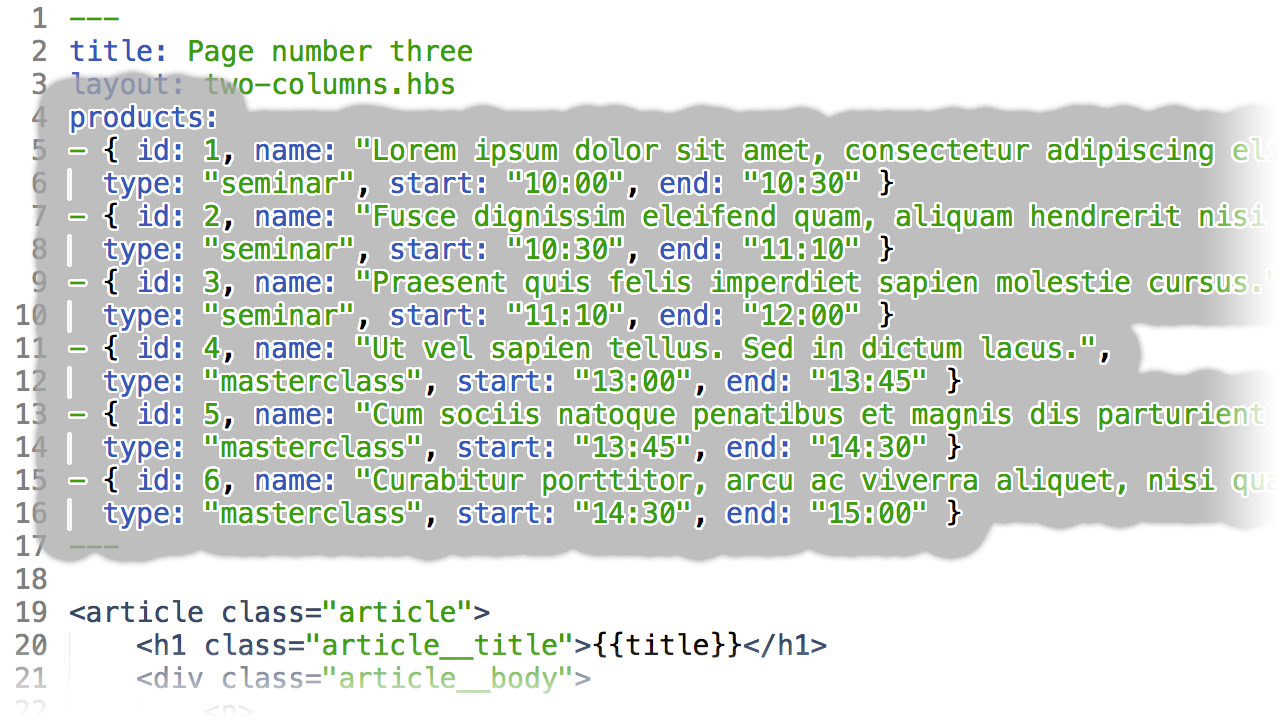 1 ---
2 title: Page number three
3 layout: two-columns.hbs
4 products:
5 - { id: 1, name: "Lorem ipsum dolor sit amet, consectetur adipiscing eli
6 type: "seminar", start: "10:00", end: "10:30" }
7 - { id: 2, name: "Fusce dignissim eleifend quam, aliquam hendrerit nisi
8 type: "seminar", start: "10:30", end: "11:10" }
9 - { id: 3, name: "Praesent quis felis imperdiet sapien molestie cursus."
10 type: "seminar", start: "11:10", end: "12:00" }
11 - { id: 4, name: "Ut vel sapien tellus. Sed in dictum lacus.",
12 type: "masterclass", start: "13:00", end: "13:45" }
13 - { id: 5, name: "Cum sociis natoque penatibus et magnis dis parturient
14 type: "masterclass", start: "13:45", end: "14:30" }
15 - { id: 6, name: "Curabitur porttitor, arcu ac viverra aliquet, nisi qua
16 type: "masterclass", start: "14:30", end: "15:00" }
17 ---
18
19 <article class="article">
20 <h1 class="article__title">{{title}}</h1>
21 <div class="article__body">
22 <p>